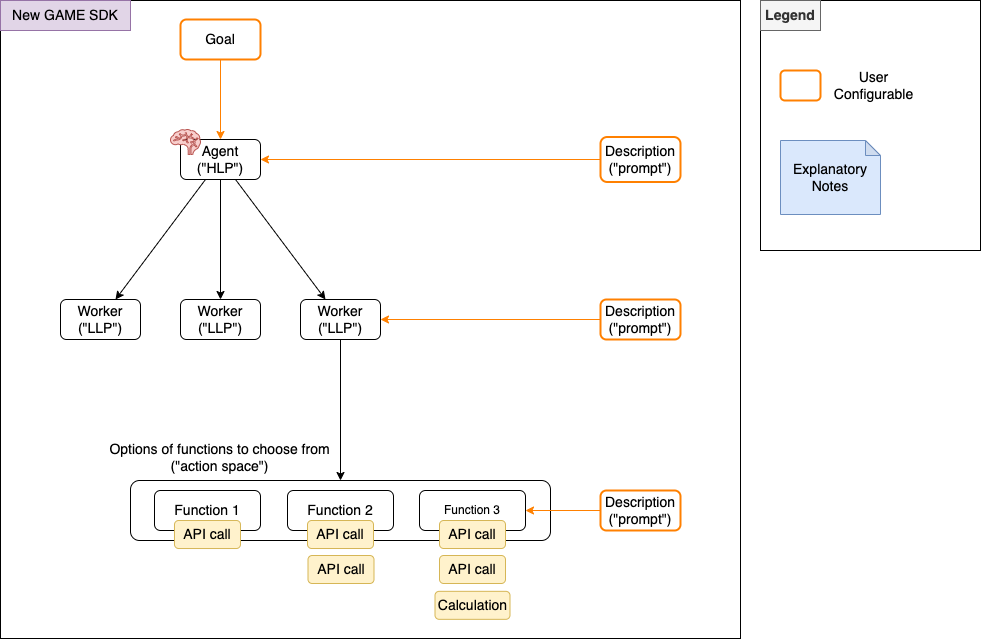 New GAME SDK
Goal
Agent
("HLP")
Description
("prompt")
Worker
("LLP")
Worker
("LLP")
Worker
("LLP")
Description
("prompt")
Options of functions to choose from
("action space")
Function 1
Function 2
Function 3
Description
("prompt")
API call
API call
API call
API call
API call
Calculation
Legend
User
Configurable
Explanatory
Notes